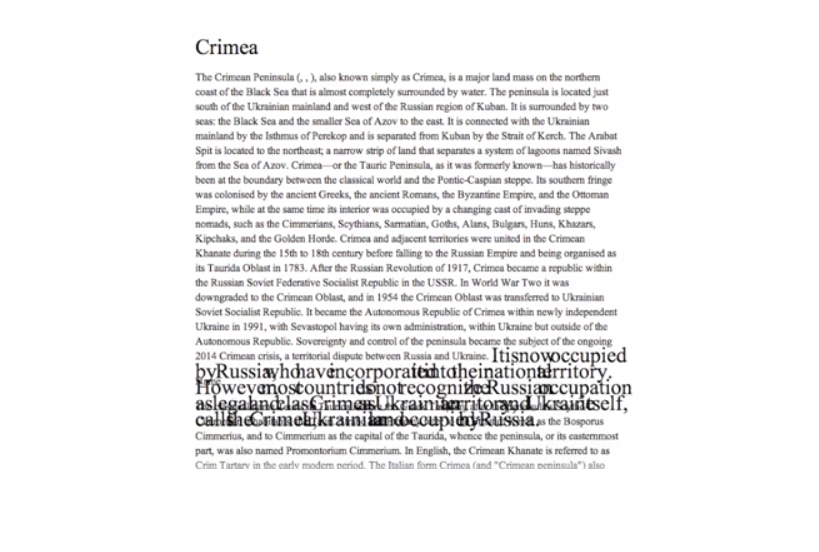 Crimea
The Crimean Peninsula (, , ), also known simply as Crimea, is a major land mass on the northern
coast of the Black Sea that is almost completely surrounded by water. The peninsula is located just
south of the Ukrainian mainland and west of the Russian region of Kuban. It is surrounded by two
seas: the Black Sea and the smaller Sea of Azov to the east. It is connected with the Ukrainian
mainland by the Isthmus of Perekop and is separated from Kuban by the Strait of Kerch. The Arabat
Spit is located to the northeast; a narrow strip of land that separates a system of lagoons named Sivash
from the Sea of Azov. Crimea—or the Tauric Peninsula, as it was formerly known—has historically
been at the boundary between the classical world and the Pontic-Caspian steppe. Its southern fringe
was colonised by the ancient Greeks, the ancient Romans, the Byzantine Empire, and the Ottoman
Empire, while at the same time its interior was occupied by a changing cast of invading steppe
nomads, such as the Cimmerians, Scythians, Sarmatian, Goths, Alans, Bulgars, Huns, Khazars,
Kipchaks, and the Golden Horde. Crimea and adjacent territories were united in the Crimean
Khanate during the 15th to 18th century before falling to the Russian Empire and being organised as
its Taurida Oblast in 1783. After the Russian Revolution of 1917, Crimea became a republic within
the Russian Soviet Federative Socialist Republic in the USSR. In World War Two it was
downgraded to the Crimean Oblast, and in 1954 the Crimean Oblast was transferred to Ukrainian
Soviet Socialist Republic. It became the Autonomous Republic of Crimea within newly independent
Ukraine in 1991, with Sevastopol having its own administration, within Ukraine but outside of the
Autonomous Republic. Sovereignty and control of the peninsula became the subject of the ongoing
2014 Crimean crisis, a territorial dispute between Russia and Ukraine. It is now occupied
by Russia who have incorporated it into their national territory.
However most countries do not recognize the Russian occupation
as legal and class Crimea as Ukrainian territory and Ukraine itself,
calls the Crimea Ukrainian land occupied by Russia. as the Bosporus
Cimmerius, and to Cimmerium as the capital of the Taurida, whence the peninsula, or its easternmost
part, was also named Promontorium Cimmerium. In English, the Crimean Khanate is referred to as
Crim Tartary in the early modern period. The Italian form Crimea (and "Crimean peninsula") also